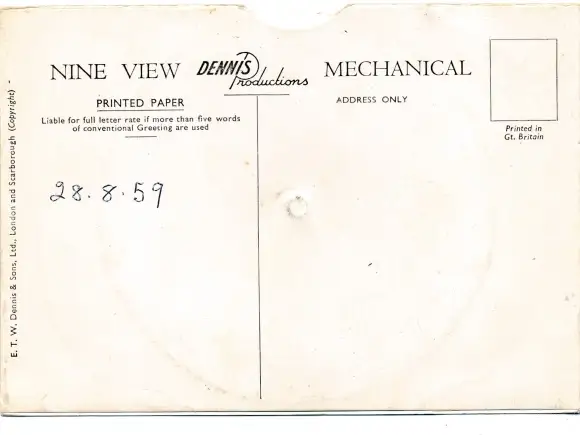 NINE VIEW DENNIS Productions MECHANICAL
PRINTED PAPER
Liable for full letter rate if more than five words
of conventional Greeting are used
ADDRESS ONLY
Printed in
Gt. Britain
28.8.59
E. T. W. Dennis & Sons, Ltd., London and Scarborough (Copyright)